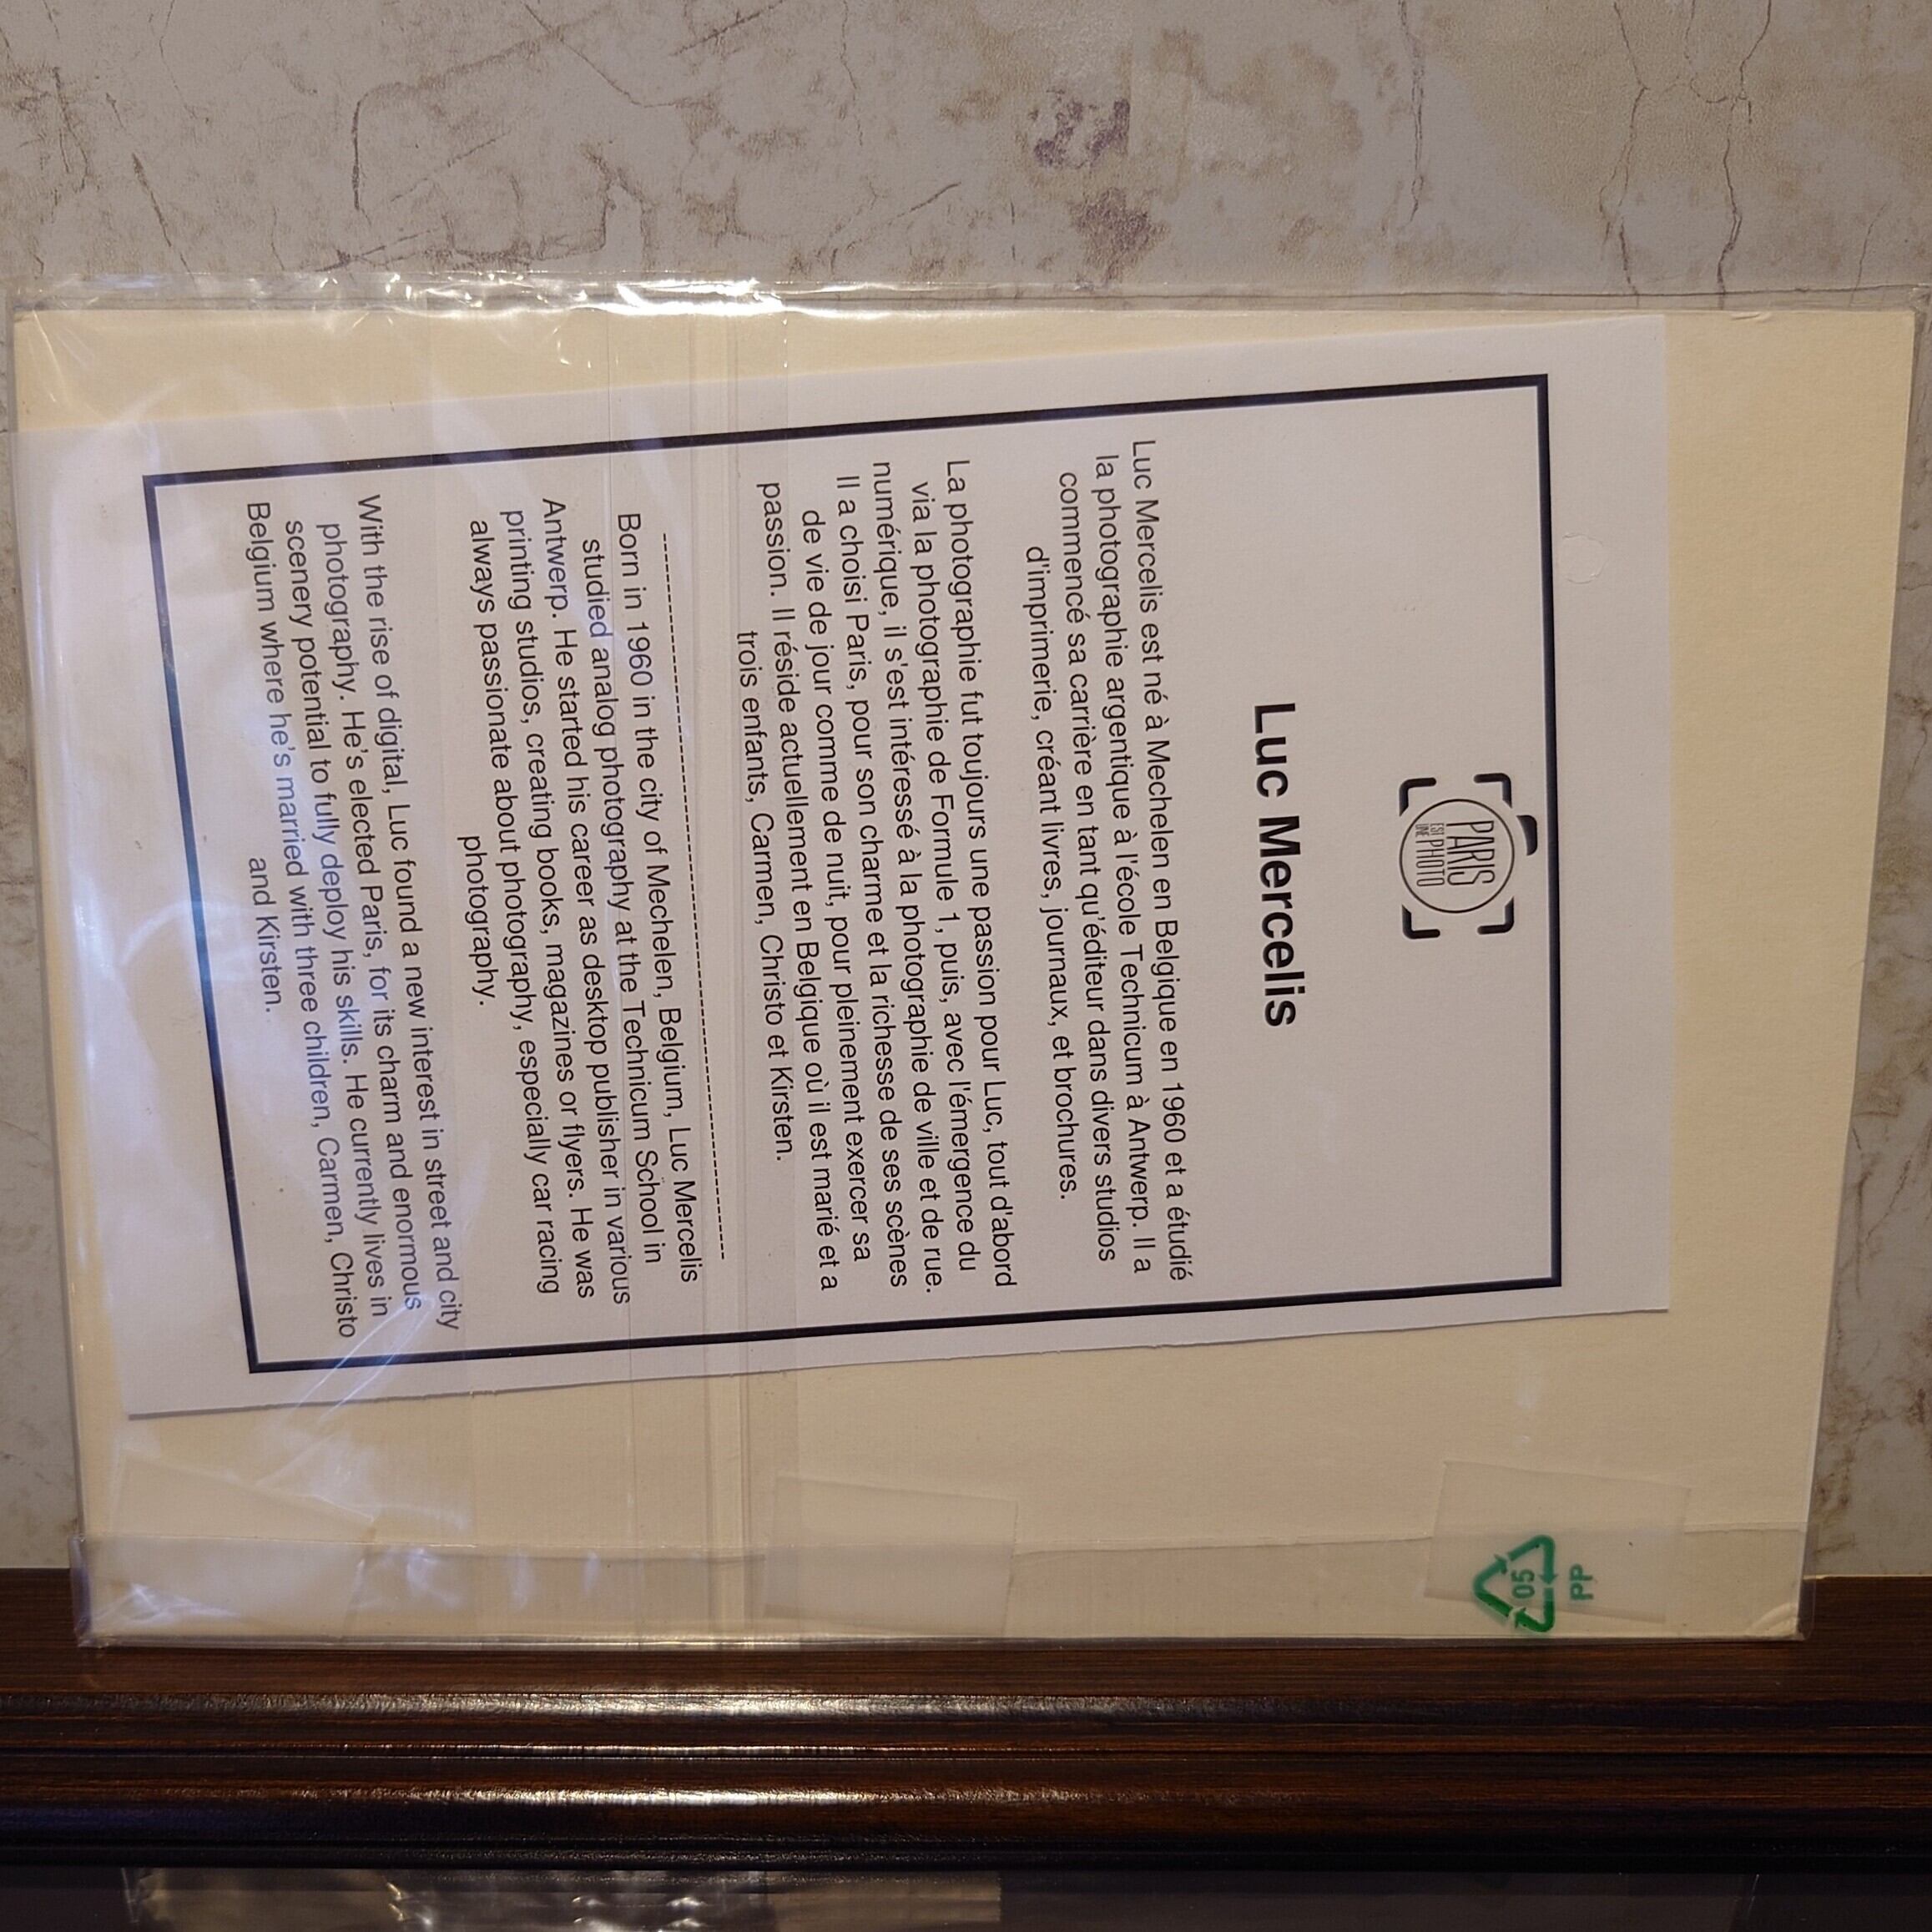 PARIS
EST UNE PHOTO
Luc Mercelis
Luc Mercelis est né à Mechelen en Belgique en 1960 et a étudié
la photographie argentique à l'école Technicum à Antwerp. Il a
commencé sa carrière en tant qu'éditeur dans divers studios
d'imprimerie, créant livres, journaux, et brochures.
La photographie fut toujours une passion pour Luc, tout d'abord
via la photographie de Formule 1, puis, avec l'émergence du
numérique, il s'est intéressé à la photographie de ville et de rue.
Il a choisi Paris, pour son charme et la richesse de ses scènes
de vie de jour comme de nuit, pour pleinement exercer sa
passion. Il réside actuellement en Belgique où il est marié et a
trois enfants, Carmen, Christo et Kirsten.
Born in 1960 in the city of Mechelen, Belgium, Luc Mercelis
studied analog photography at the Technicum School in
Antwerp. He started his career as desktop publisher in various
printing studios, creating books, magazines or flyers. He was
always passionate about photography, especially car racing
photography.
With the rise of digital, Luc found a new interest in street and city
photography. He's elected Paris, for its charm and enormous
scenery potential to fully deploy his skills. He currently lives in
Belgium where he's married with three children, Carmen, Christo
and Kirsten.
05
PP